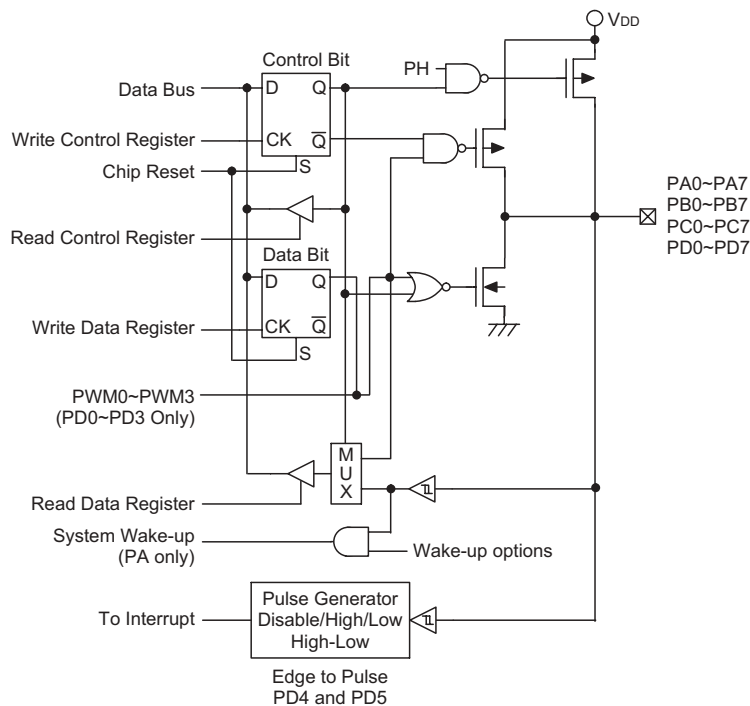 VDD
Control Bit
PH
Data Bus
D
Q
Write Control Register
CK
Q
Chip Reset
S
PA0~PA7
PB0~PB7
PC0~PC7
PD0~PD7
Read Control Register
Data Bit
D
Q
Write Data Register
CK
Q
S
PWM0~PWM3
(PD0~PD3 Only)
M
U
X
Read Data Register
System Wake-up
(PA only)
Wake-up options
To Interrupt
Pulse Generator
Disable/High/Low
High-Low
Edge to Pulse
PD4 and PD5